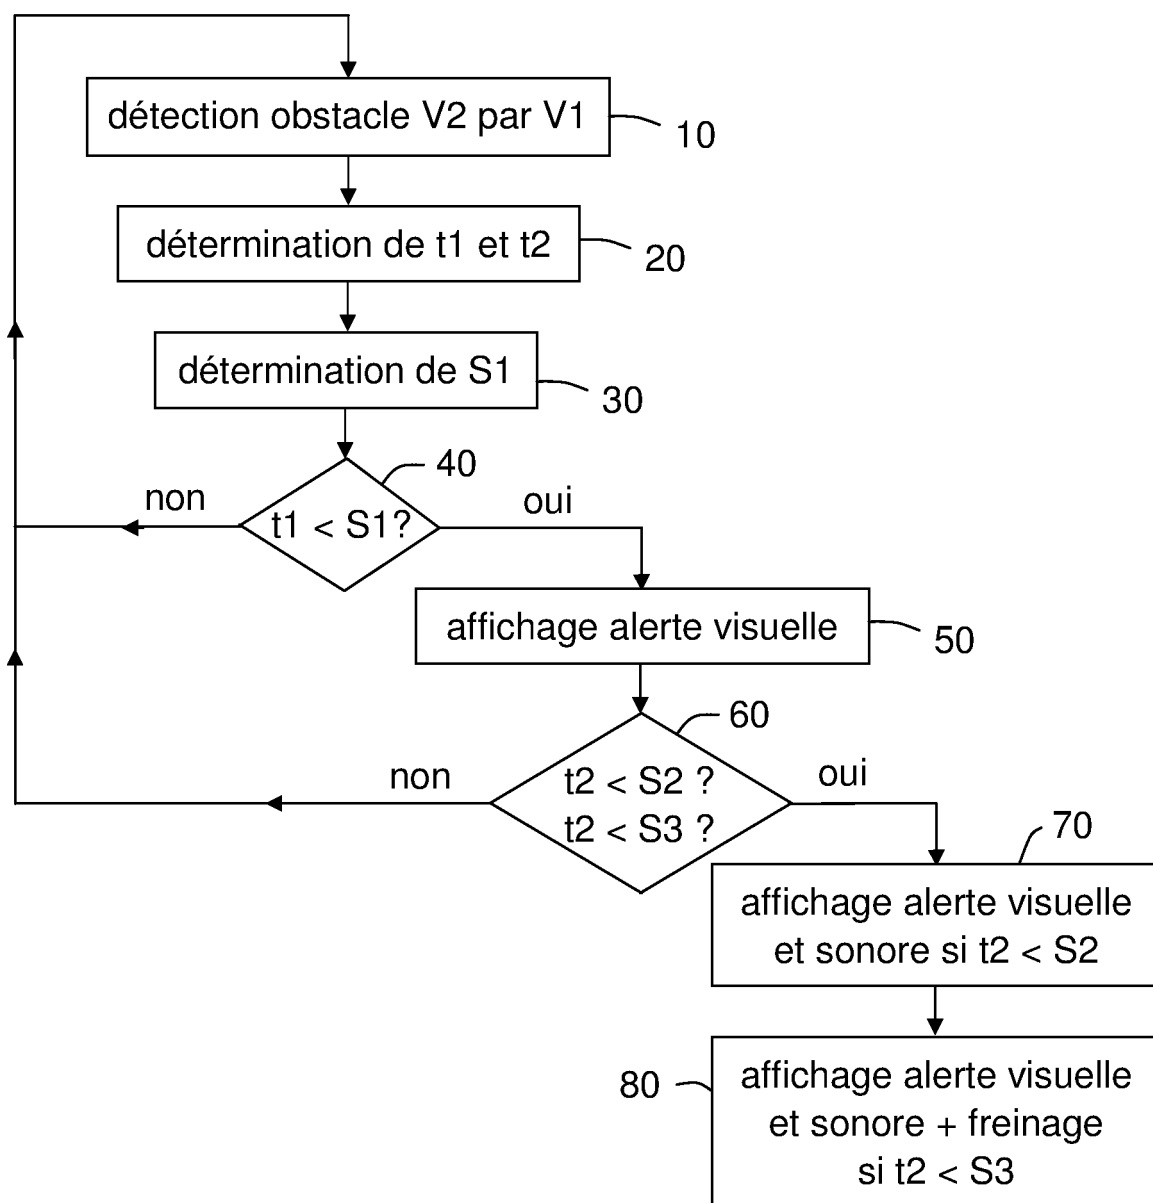 détection obstacle V2 par V1
10
détermination de t1 et t2
20
détermination de S1
30
40
non
t1 < S1?
oui
affichage alerte visuelle
50
60
non
t2 < S2 ?
t2 < S3 ?
oui
70
affichage alerte visuelle
et sonore si t2 < S2
80
affichage alerte visuelle
et sonore + freinage
si t2 < S3